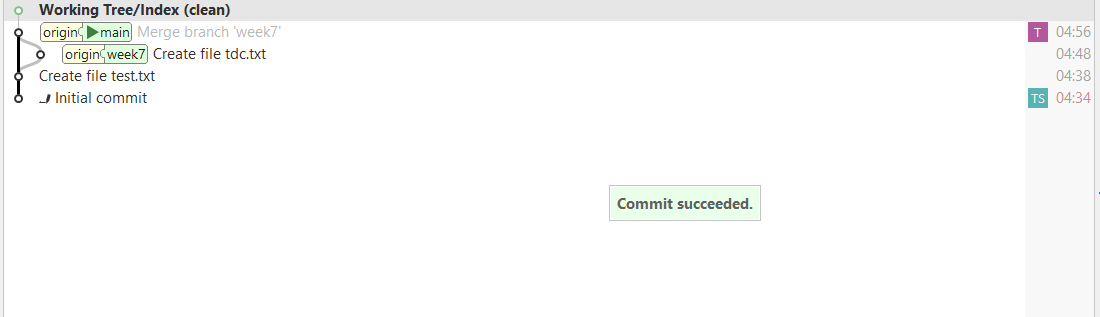 Working Tree/Index (clean)
origin main Merge branch 'week7' T 04:56
origin week7 Create file tdc.txt 04:48
Create file test.txt 04:38
Initial commit TS 04:34
Commit succeeded.